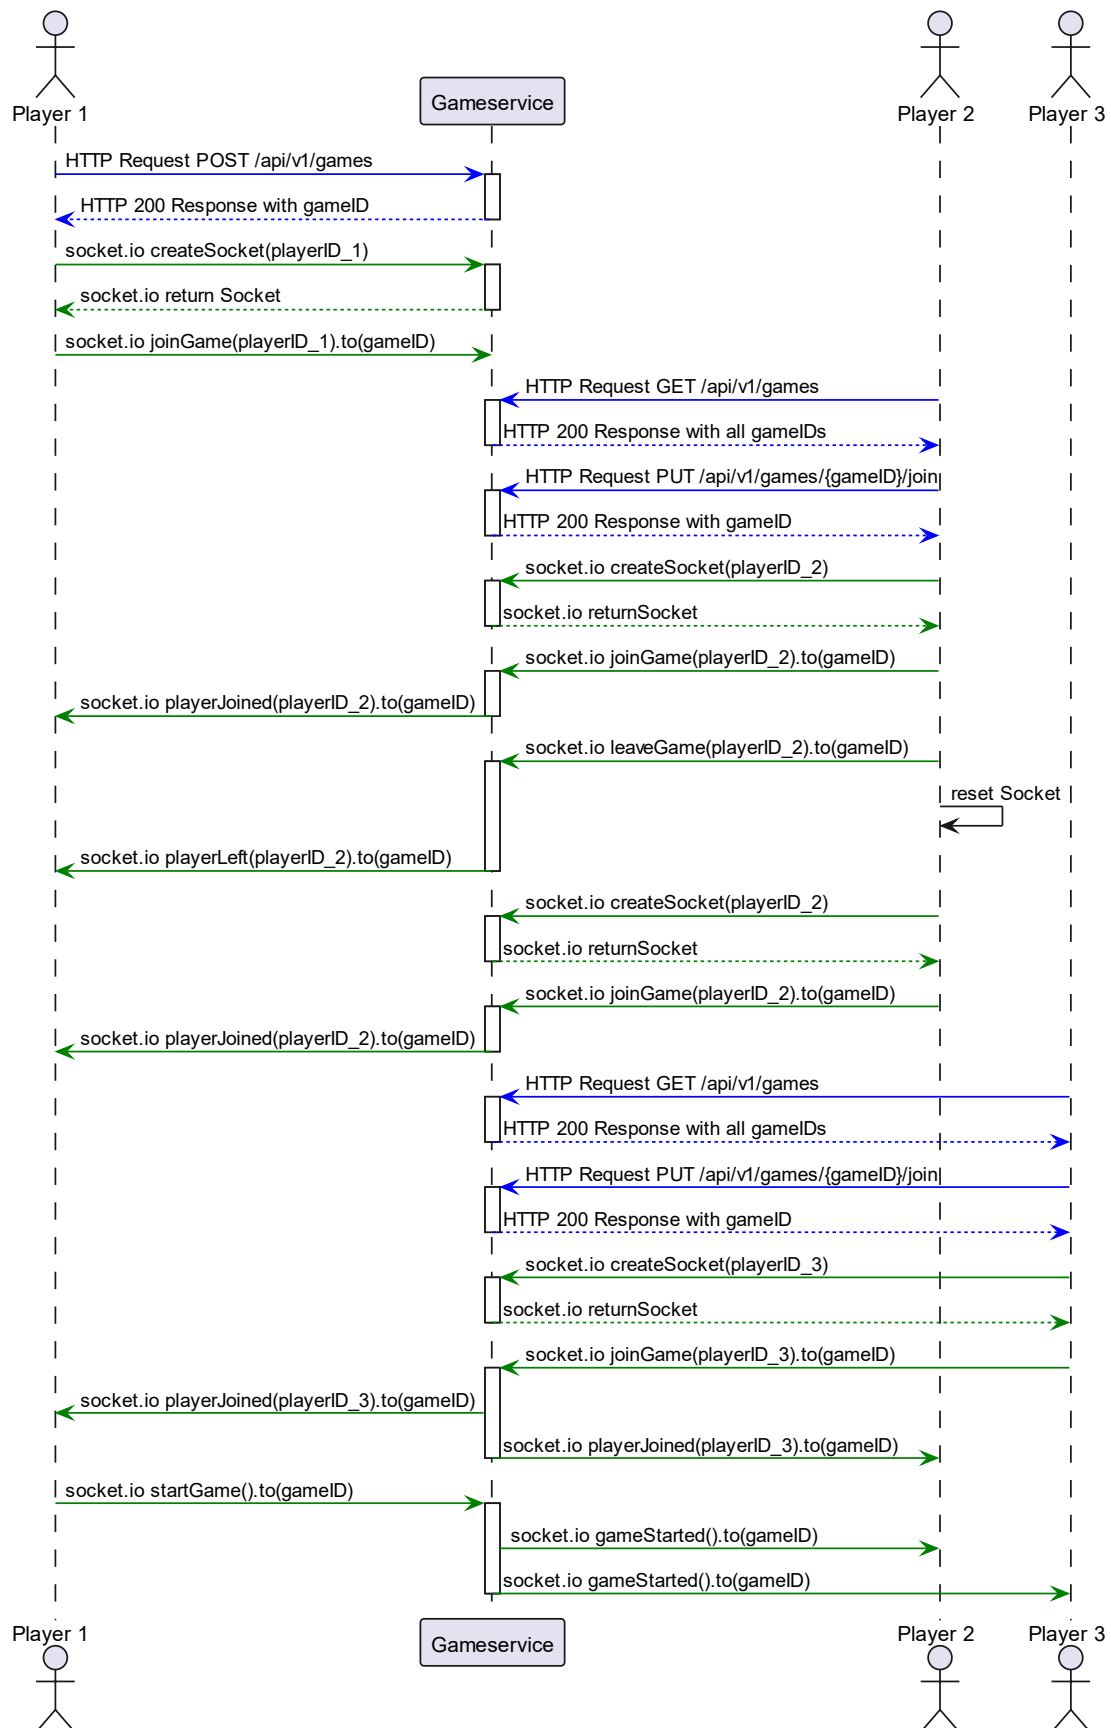 Player 1
Gameservice
Player 2
Player 3
HTTP Request POST /api/v1/games
HTTP 200 Response with gameID
socket.io createSocket(playerID_1)
socket.io return Socket
socket.io joinGame(playerID_1).to(gameID)
HTTP Request GET /api/v1/games
HTTP 200 Response with all gameIDs
HTTP Request PUT /api/v1/games/{gameID}/join
HTTP 200 Response with gameID
socket.io createSocket(playerID_2)
socket.io returnSocket
socket.io joinGame(playerID_2).to(gameID)
socket.io playerJoined(playerID_2).to(gameID)
socket.io leaveGame(playerID_2).to(gameID)
reset Socket
socket.io playerLeft(playerID_2).to(gameID)
socket.io createSocket(playerID_2)
socket.io returnSocket
socket.io joinGame(playerID_2).to(gameID)
socket.io playerJoined(playerID_2).to(gameID)
HTTP Request GET /api/v1/games
HTTP 200 Response with all gameIDs
HTTP Request PUT /api/v1/games/{gameID}/join
HTTP 200 Response with gameID
socket.io createSocket(playerID_3)
socket.io returnSocket
socket.io joinGame(playerID_3).to(gameID)
socket.io playerJoined(playerID_3).to(gameID)
socket.io playerJoined(playerID_3).to(gameID)
socket.io startGame().to(gameID)
socket.io gameStarted().to(gameID)
socket.io gameStarted().to(gameID)
Player 1
Gameservice
Player 2
Player 3